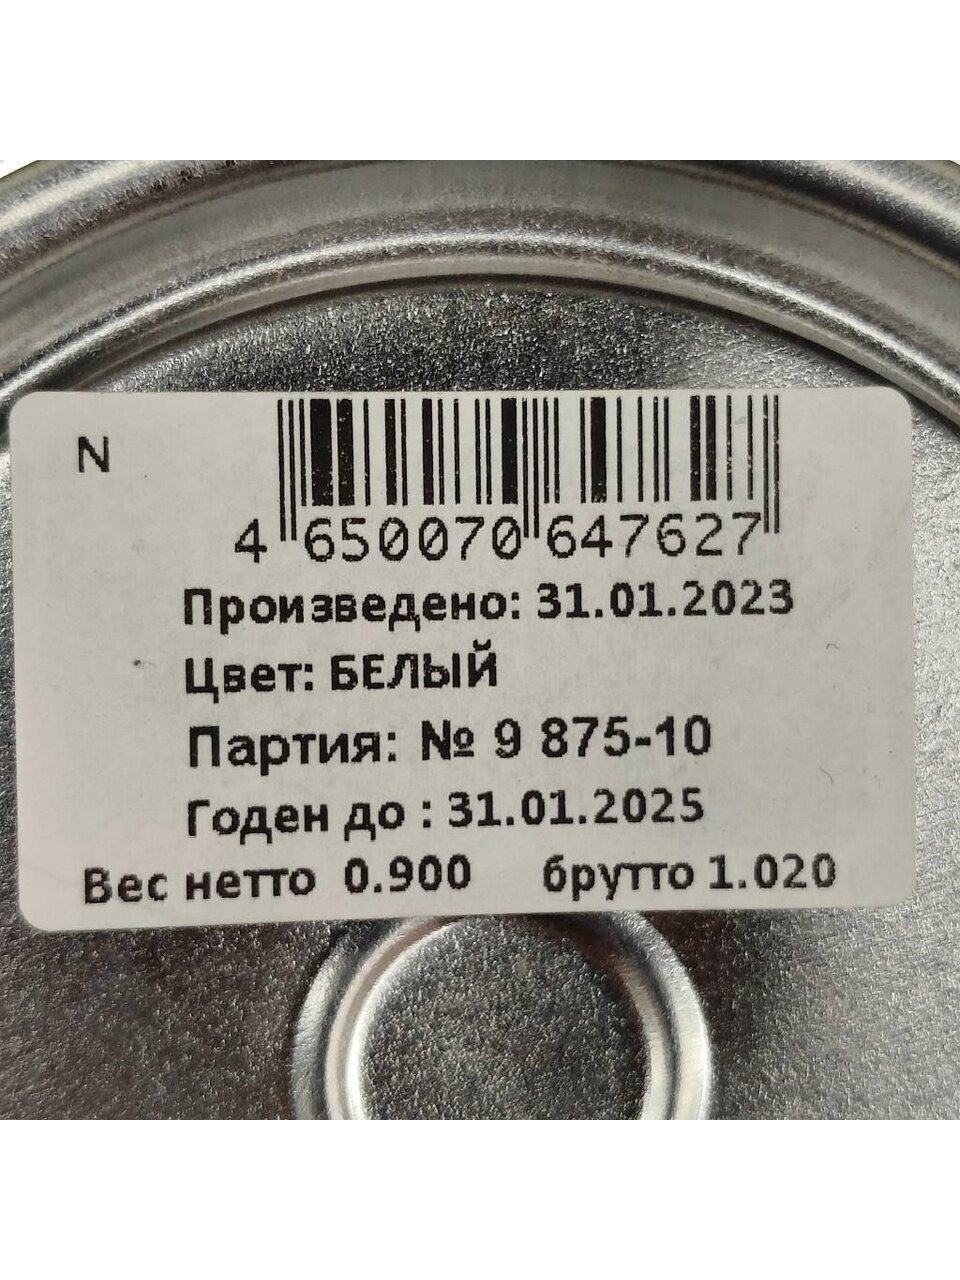 N
4 650070 647627
Произведено: 31.01.2023
Цвет: БЕЛЫЙ
Партия: № 9 875-10
Годен до : 31.01.2025
Вес нетто 0.900 брутто 1.020